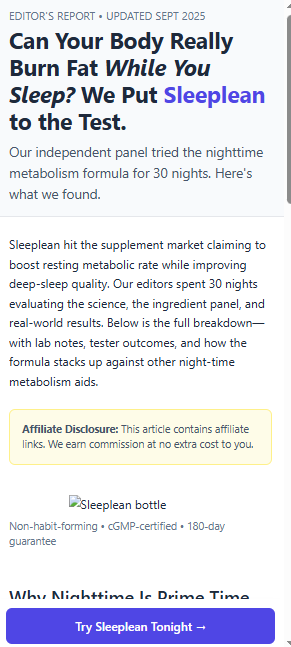 EDITOR'S REPORT • UPDATED SEPT 2025
Can Your Body Really
Burn Fat While You
Sleep? We Put Sleeplean
to the Test.
Our independent panel tried the nighttime
metabolism formula for 30 nights. Here's
what we found.
Sleeplean hit the supplement market claiming to
boost resting metabolic rate while improving
deep-sleep quality. Our editors spent 30 nights
evaluating the science, the ingredient panel, and
real-world results. Below is the full breakdown—
with lab notes, tester outcomes, and how the
formula stacks up against other night-time
metabolism aids.
Affiliate Disclosure: This article contains affiliate
links. We earn commission at no extra cost to you.
Sleeplean bottle
Non-habit-forming • cGMP-certified • 180-day
guarantee
Why Nighttime Is Prime Time
Try Sleeplean Tonight →